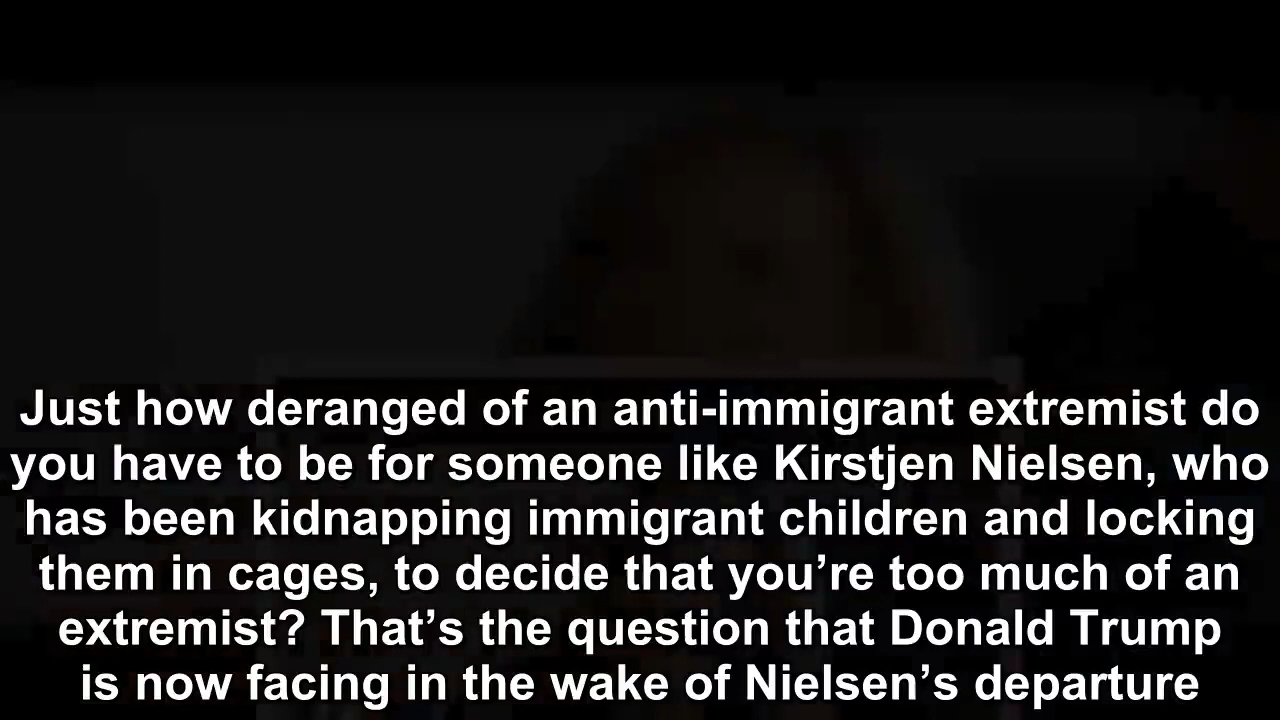 Just how deranged of an anti-immigrant extremist do
you have to be for someone like Kirstjen Nielsen, who
has been kidnapping immigrant children and locking
them in cages, to decide that you’re too much of an
extremist? That’s the question that Donald Trump
is now facing in the wake of Nielsen’s departure